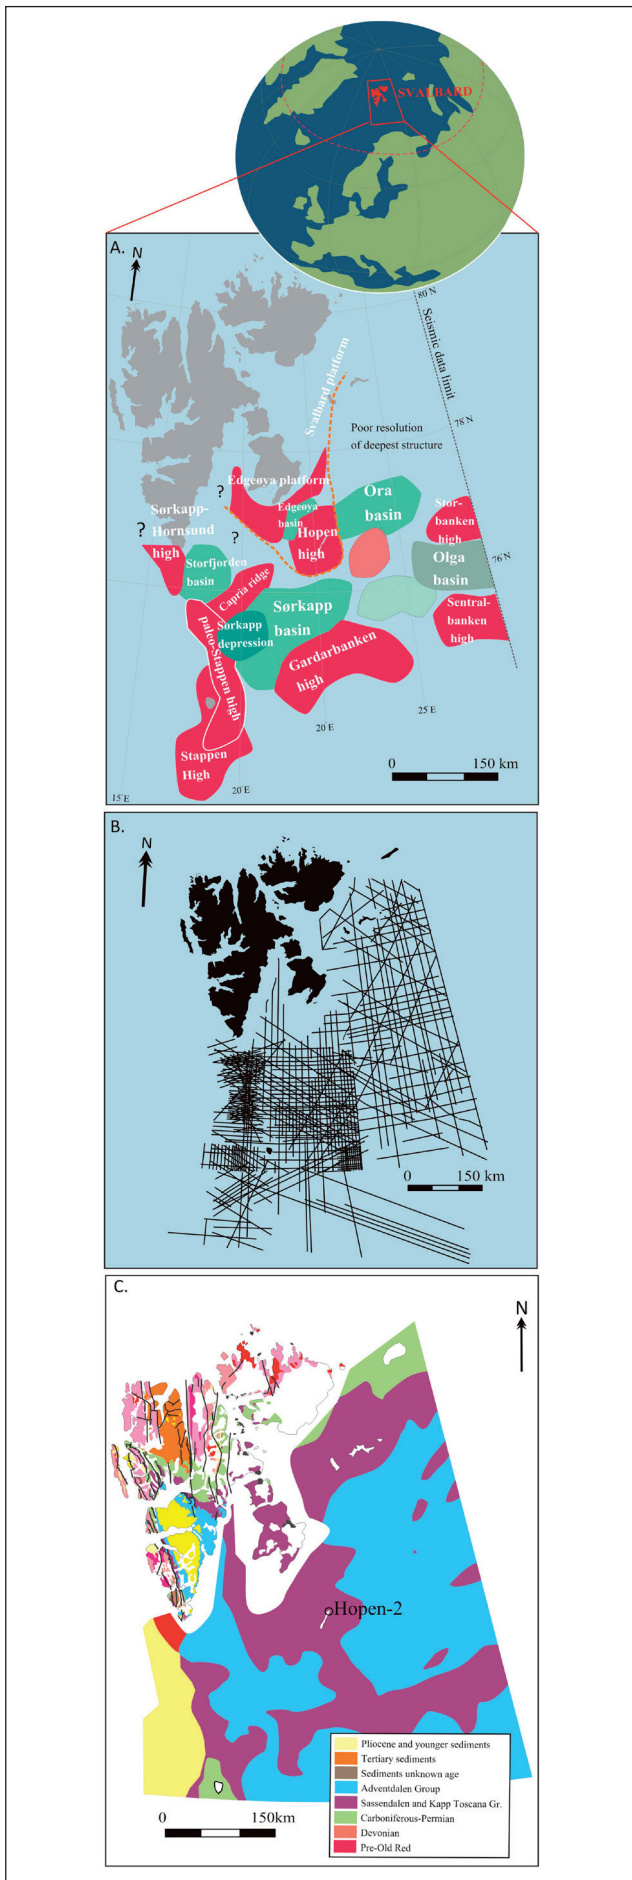 SVALBARD
A.
N
80 N
Seismic data limit
Svalbard platform
78°N
Poor resolution
of deepest structure
?
Edgeøya platform
Sørkapp-
Hornsund
high
?
?
Edgeøya
basin
Hopen
high
Ora
basin
Stor-
banken
high
76°N
Storfjorden
basin
Capria ridge
Olga
basin
Sørkapp
basin
Sørkapp
depression
Sentral-
banken
high
paleo-Stappen high
Gardarbanken
high
25°E
20°E
Stappen
High
0 150 km
15°E
20°E
B.
N
150 km
0
C.
N
Hopen-2
Pliocene and younger sediments
Tertiary sediments
Sediments unknown age
Adventdalen Group
Sassendalen and Kapp Toscana Gr.
Carboniferous-Permian
Devonian
Pre-Old Red
0 150km